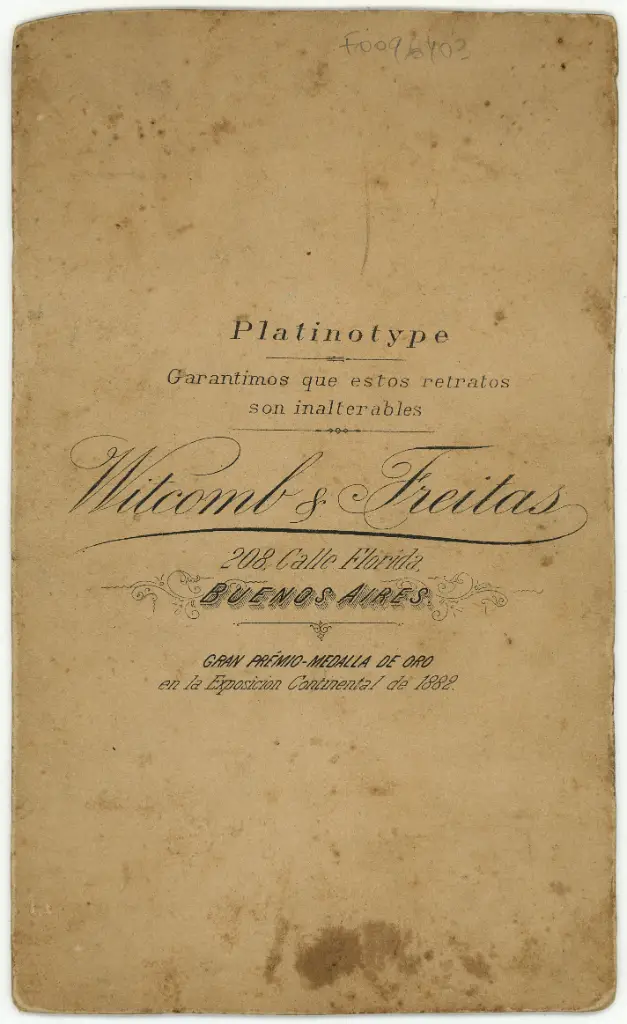 Platinotype
Garantimos que estos retratos
son inalterables
Witcomb & Freitas
208, Calle Florida.
BUENOS AIRES.
GRAN PRÉMIO-MEDALLA DE ORO
en la Exposicion Continental de 1882.